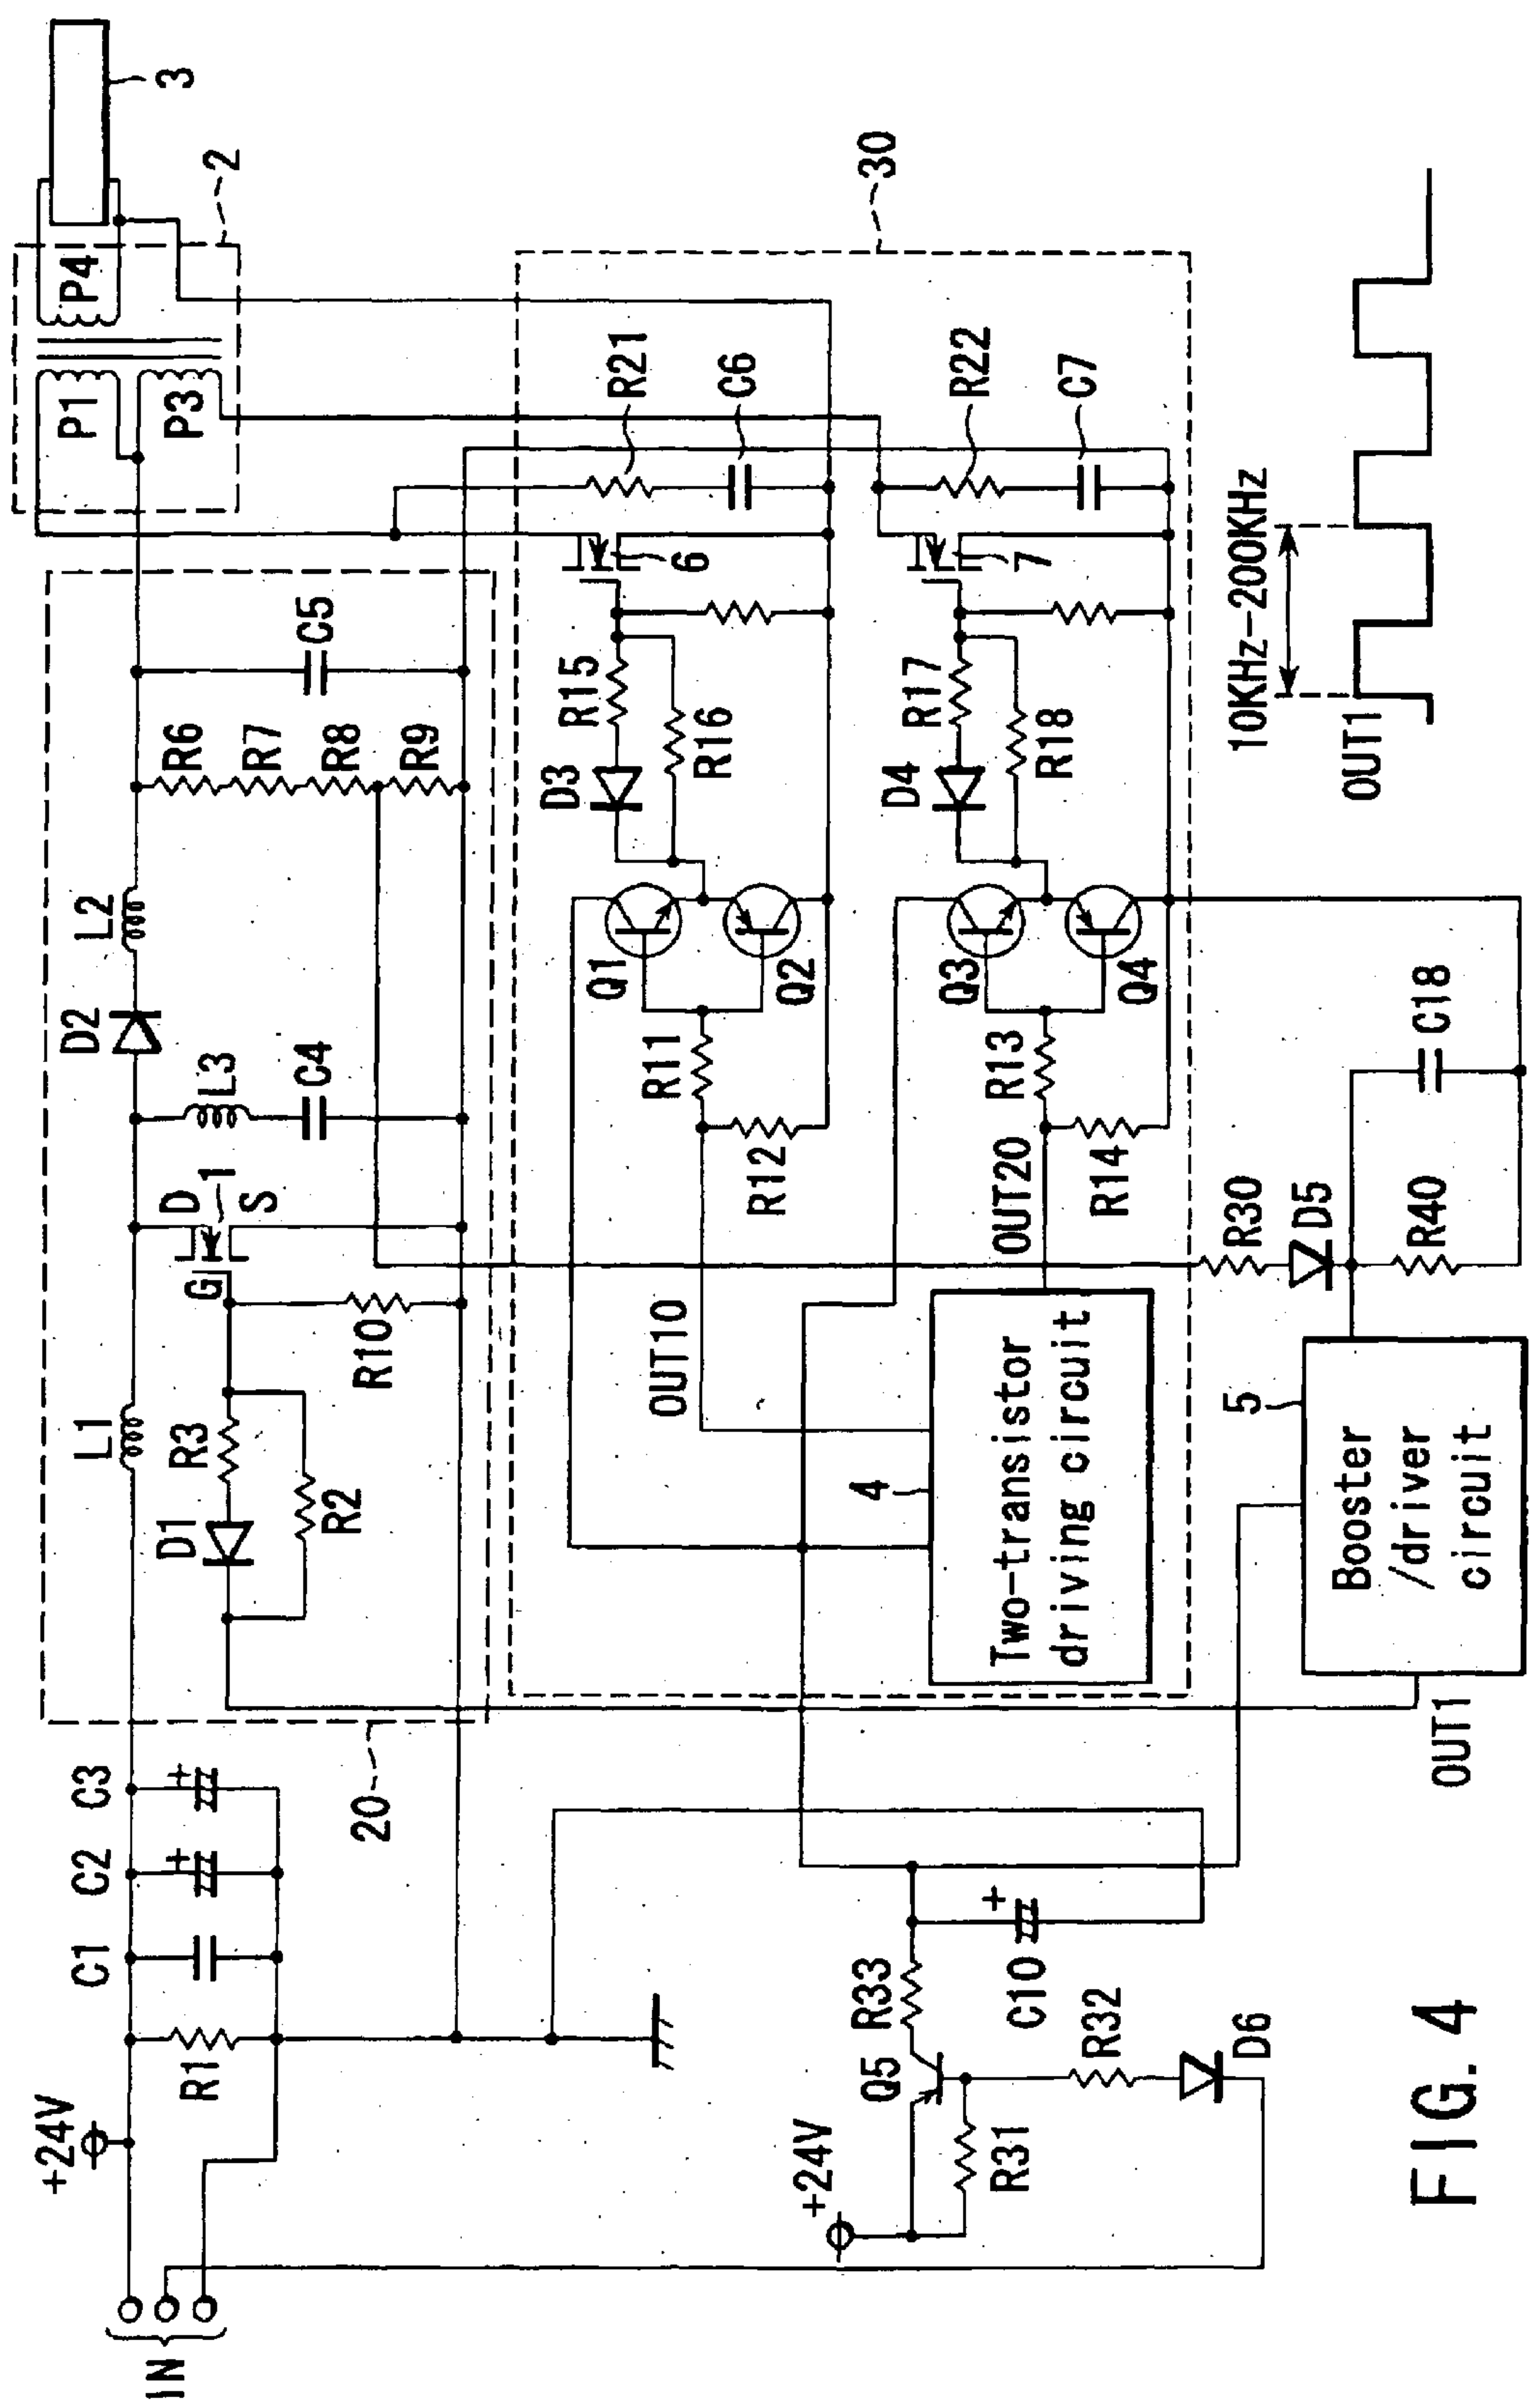 IN
+24V
R1
C1
C2
C3
20
L1
D1
R3
R2
R10
G
D
S
1
L3
C4
D2
L2
R6
R7
R8
R9
C5
P1
P3
P4
2
3
30
R21
C6
6
R15
R16
D3
Q1
Q2
R11
R12
OUT10
R22
C7
7
R17
R18
D4
Q3
Q4
R13
R14
OUT20
4
Two-transistor
driving circuit
+24V
Q5
R31
R32
R33
C10
D6
5
Booster
/driver
circuit
OUT1
R30
D5
R40
C18
10KHz-200KHz
OUT1
FIG. 4